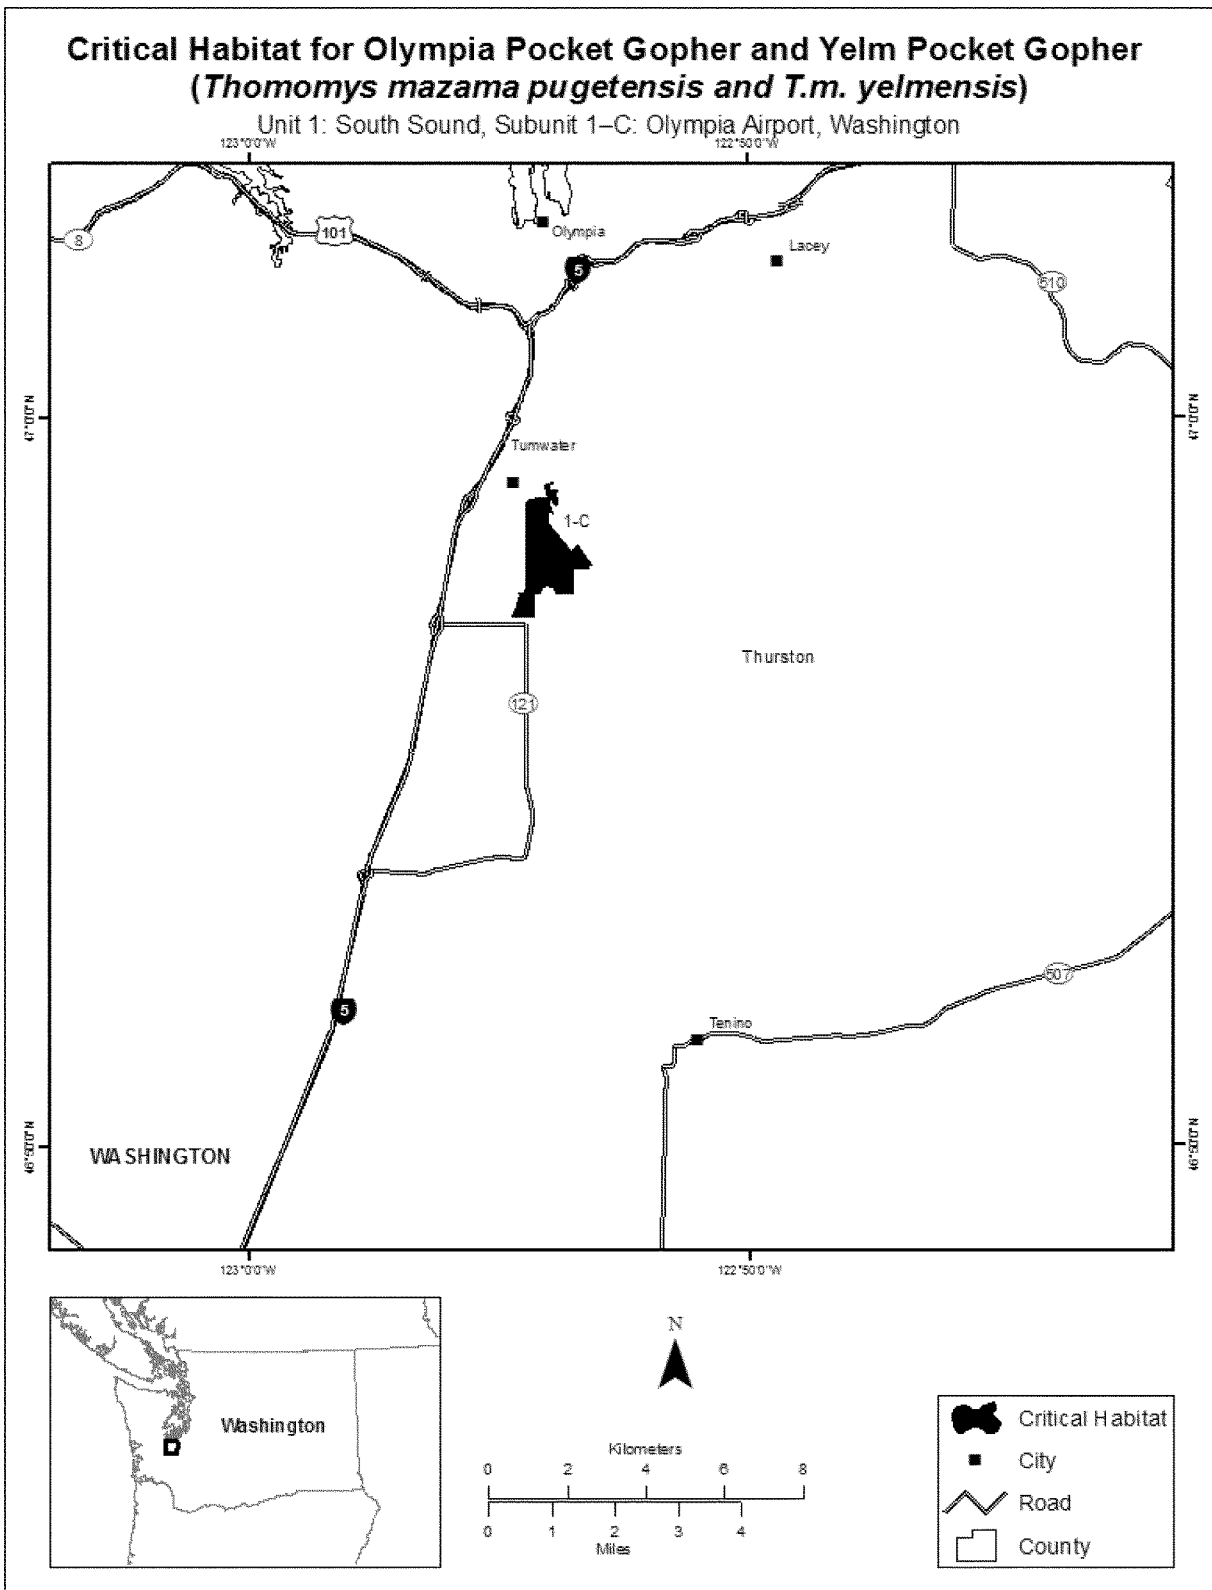 Critical Habitat for Olympia Pocket Gopher and Yelm Pocket Gopher
(Thomomys mazama pugetensis and T.m. yelmensis)
Unit 1: South Sound, Subunit 1–C: Olympia Airport, Washington
123°0'0"W
122°50'0"W
8
101
Olympia
5
Lacey
510
47°0'0"N
47°0'0"N
Tumwater
1-C
Thurston
121
507
5
Tenino
46°50'0"N
46°50'0"N
WASHINGTON
123°0'0"W
122°50'0"W
Washington
N
Kilometers
0 2 4 6 8
0 1 2 3 4
Miles
Critical Habitat
City
Road
County